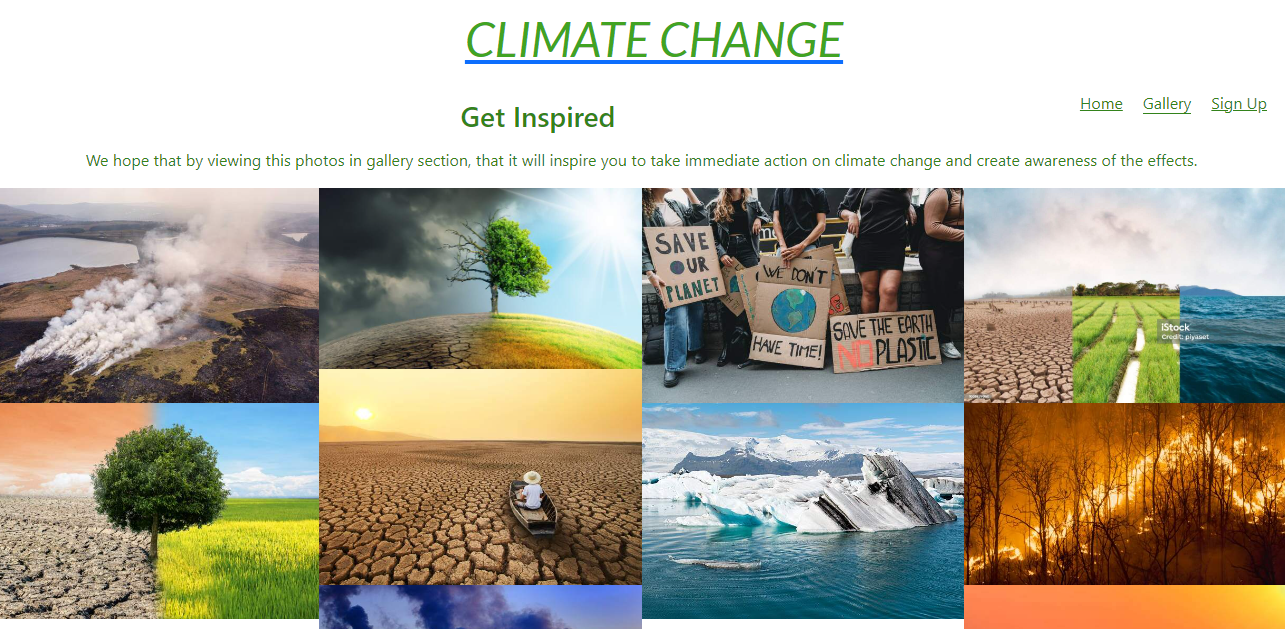 CLIMATE CHANGE
Home Gallery Sign Up
Get Inspired
We hope that by viewing this photos in gallery section, that it will inspire you to take immediate action on climate change and create awareness of the effects.
SAVE
OUR
PLANET
WE DON'T
HAVE TIME!
SAVE THE EARTH
NO PLASTIC
iStock
Credit: piyaset